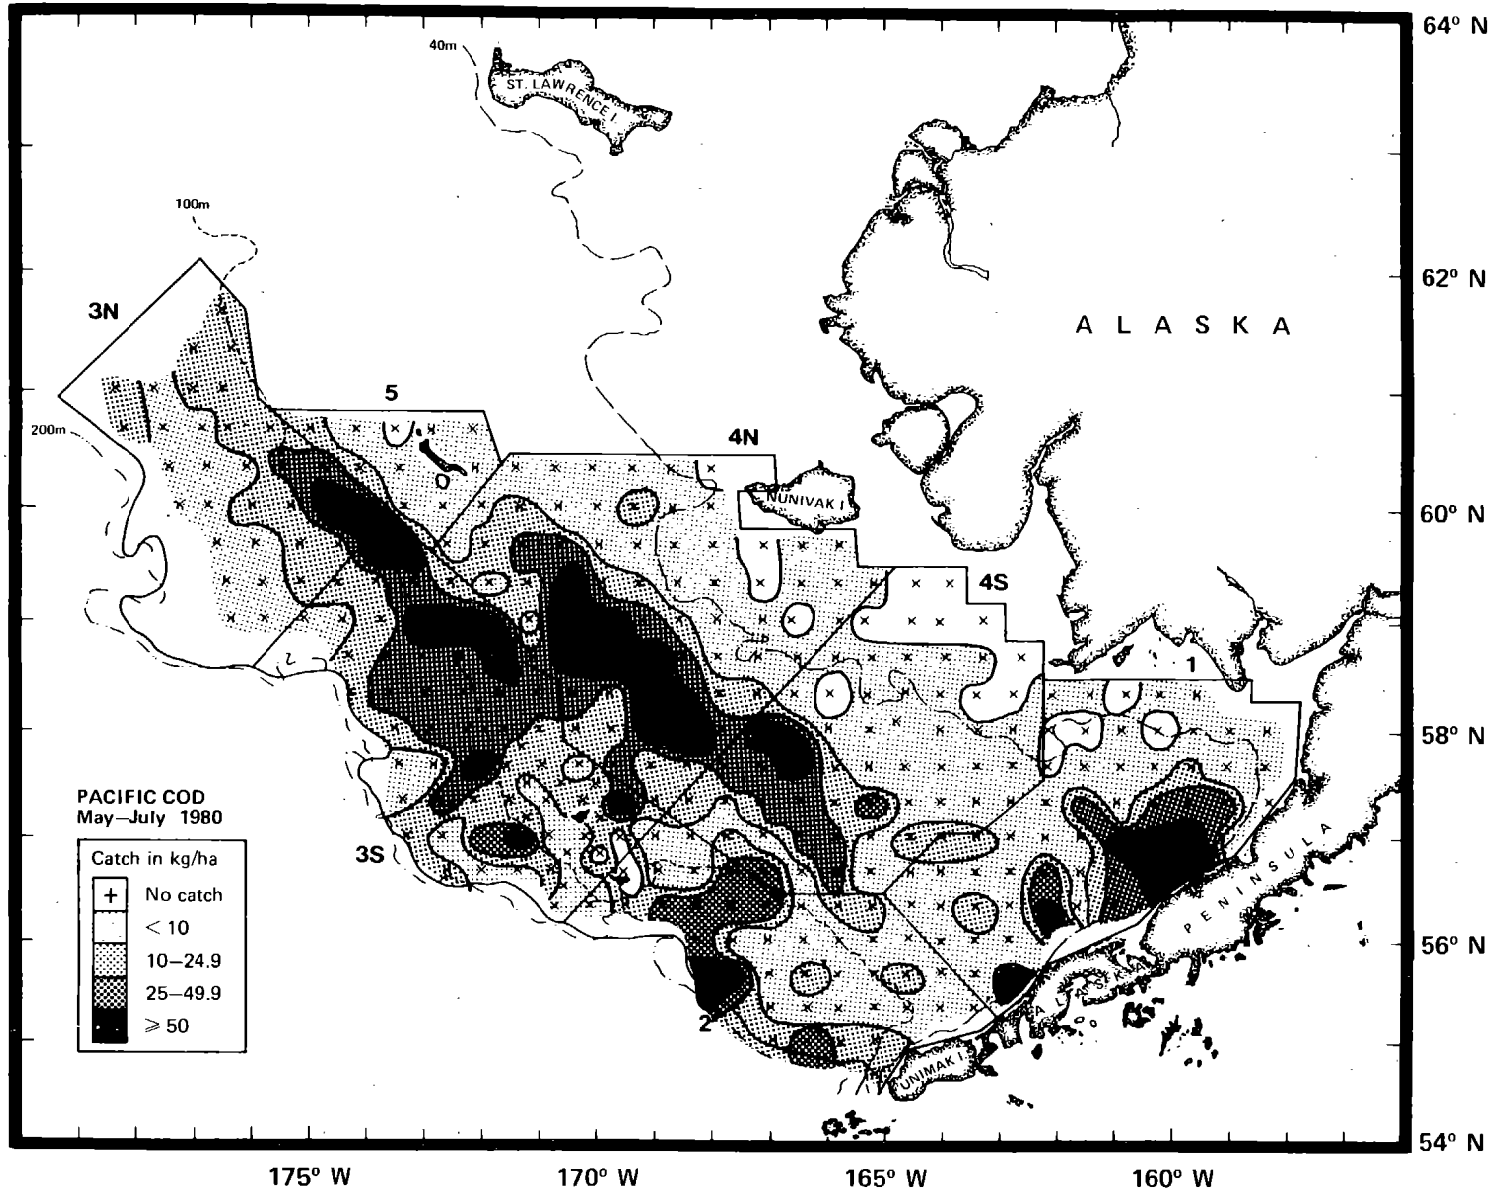 64° N
40m
ST. LAWRENCE I.
100m
62° N
3N
ALASKA
5
200m
4N
NUNIVAK I
60° N
4S
1
58° N
PACIFIC COD
May–July 1980
Catch in kg/ha
+ No catch
< 10
10–24.9
25–49.9
≥ 50
3S
PENINSULA
56° N
ALASKA
2
UNIMAK I
54° N
175° W
170° W
165° W
160° W